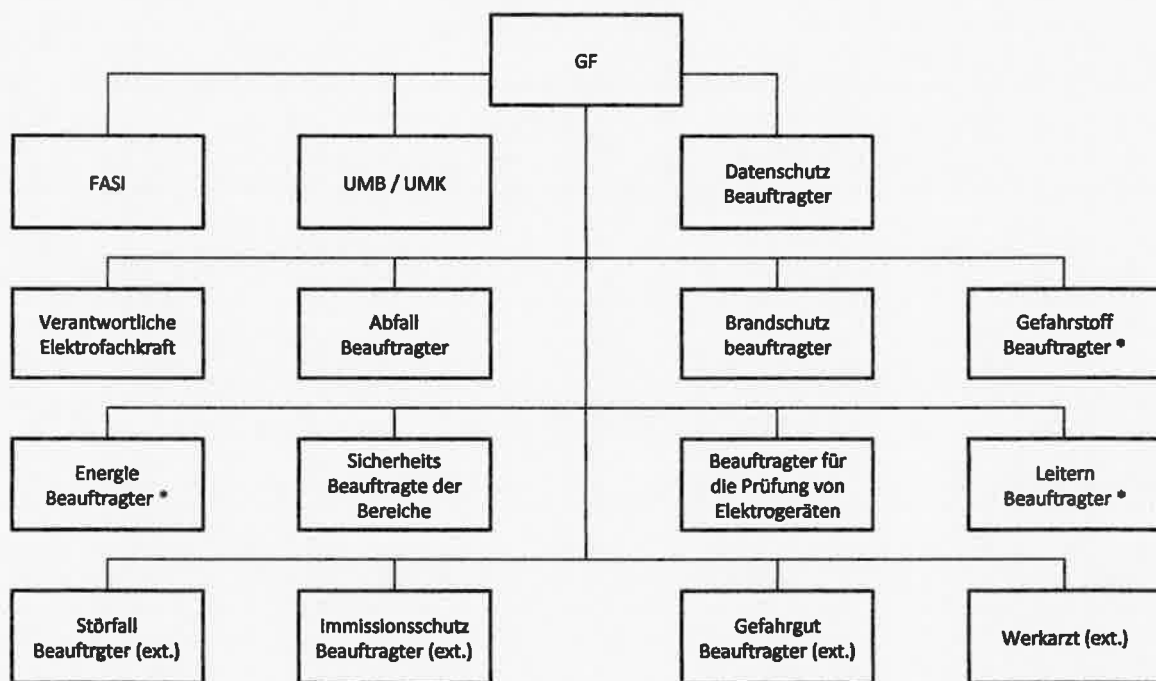 GF
FASI
UMB / UMK
Datenschutz
Beauftragter
Verantwortliche
Elektrofachkraft
Abfall
Beauftragter
Brandschutz
beauftragter
Gefahrstoff
Beauftragter *
Energie
Beauftragter *
Sicherheits
Beauftragte der
Bereiche
Beauftragter für
die Prüfung von
Elektrogeräten
Leitern
Beauftragter *
Störfall
Beauftrgter (ext.)
Immissionsschutz
Beauftragter (ext.)
Gefahrgut
Beauftragter (ext.)
Werkarzt (ext.)